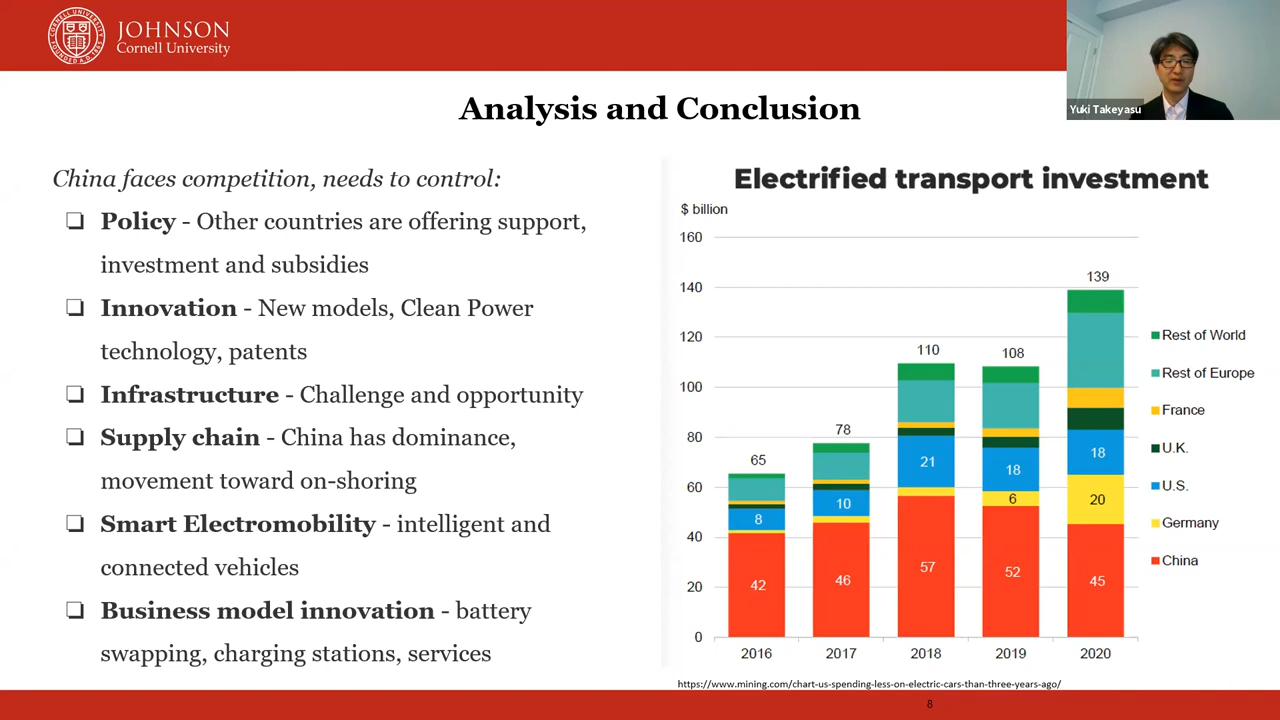 JOHNSON
Cornell University
Yuki Takeyasu
Analysis and Conclusion
China faces competition, needs to control:
❏ Policy - Other countries are offering support,
investment and subsidies
❏ Innovation - New models, Clean Power
technology, patents
❏ Infrastructure - Challenge and opportunity
❏ Supply chain - China has dominance,
movement toward on-shoring
❏ Smart Electromobility - intelligent and
connected vehicles
❏ Business model innovation - battery
swapping, charging stations, services
Electrified transport investment
$ billion
160
140
120
100
80
60
40
20
0
65
78
110
108
139
8
10
21
18
18
6
20
42
46
57
52
45
2016 2017 2018 2019 2020
Rest of World
Rest of Europe
France
U.K.
U.S.
Germany
China
https://www.mining.com/chart-us-spending-less-on-electric-cars-than-three-years-ago/
8